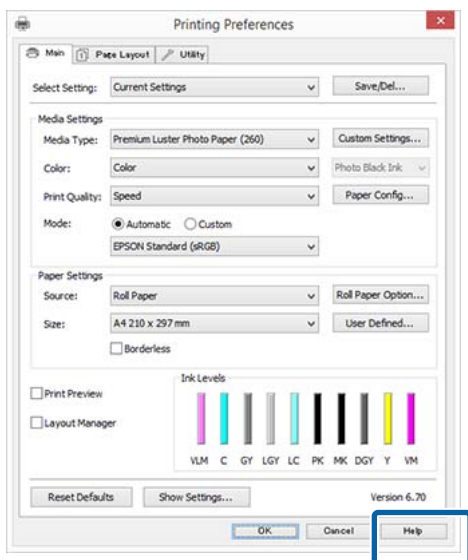 Printing Preferences
Main Page Layout Utility
Select Setting: Current Settings Save/Del...
Media Settings
Media Type: Premium Luster Photo Paper (260) Custom Settings...
Color: Color Photo Black Ink
Print Quality: Speed Paper Config...
Mode: Automatic Custom
EPSON Standard (sRGB)
Paper Settings
Source: Roll Paper Roll Paper Option...
Size: A4 210 x 297 mm User Defined...
Borderless
Ink Levels
Print Preview
Layout Manager
VLM C GY LGY LC PK MK DGY Y VM
Reset Defaults Show Settings... Version 6.70
OK Cancel Help